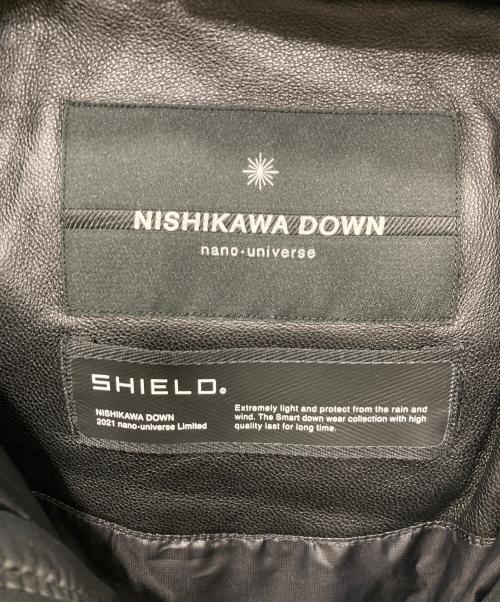 NISHIKAWA DOWN
nano·universe
SHIELD.
NISHIKAWA DOWN
2021 nano·universe Limited
Extremely light and protect from the rain and
wind. The Smart down wear collection with high
quality last for long time.